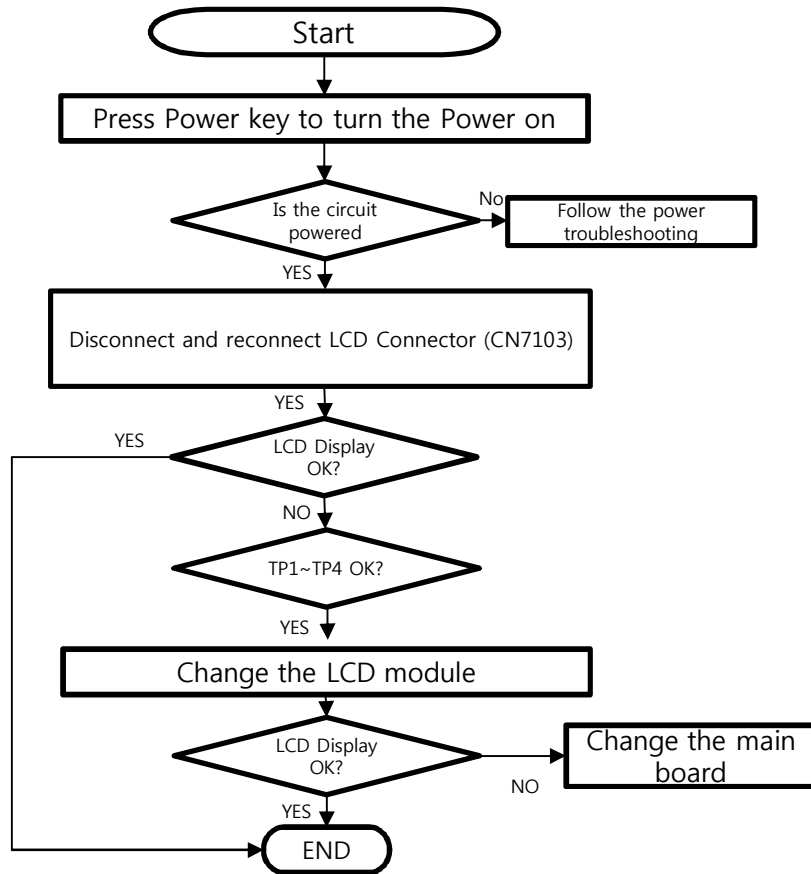 Start
Press Power key to turn the Power on
Is the circuit
powered
No
Follow the power
troubleshooting
YES
Disconnect and reconnect LCD Connector (CN7103)
YES
YES
LCD Display
OK?
NO
TP1~TP4 OK?
YES
Change the LCD module
LCD Display
OK?
Change the main
board
NO
YES
END